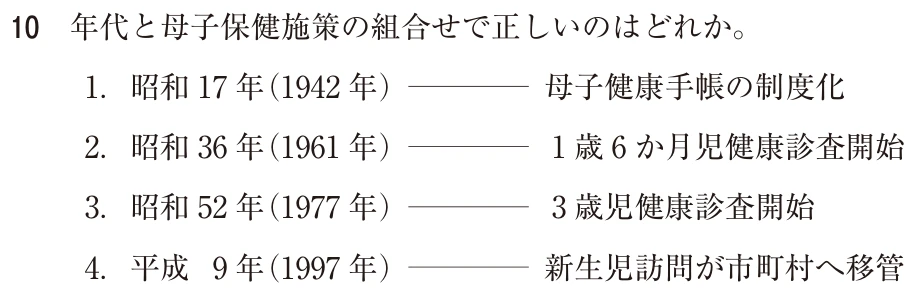 10 年代と母子保健施策の組合せで正しいのはどれか。
1. 昭和 17 年(1942 年) ――― 母子健康手帳の制度化
2. 昭和 36 年(1961 年) ――― 1 歳 6 か月児健康診査開始
3. 昭和 52 年(1977 年) ――― 3 歳児健康診査開始
4. 平成 9 年(1997 年) ――― 新生児訪問が市町村へ移管